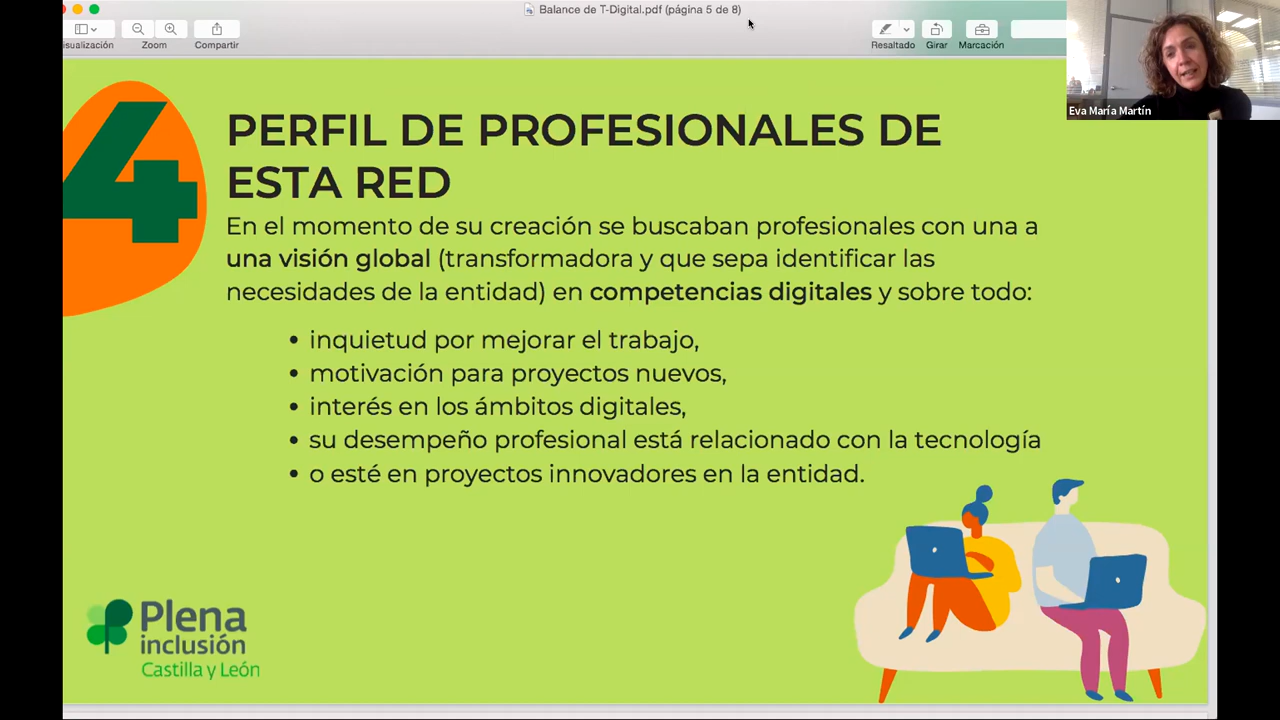 Balance de T-Digital.pdf (página 5 de 8)
isualización
Zoom
Compartir
Resaltado
Girar
Marcación
Eva María Martín
4
PERFIL DE PROFESIONALES DE
ESTA RED
En el momento de su creación se buscaban profesionales con una a
una visión global (transformadora y que sepa identificar las
necesidades de la entidad) en competencias digitales y sobre todo:
• inquietud por mejorar el trabajo,
• motivación para proyectos nuevos,
• interés en los ámbitos digitales,
• su desempeño profesional está relacionado con la tecnología
• o esté en proyectos innovadores en la entidad.
Plena
inclusión
Castilla y León